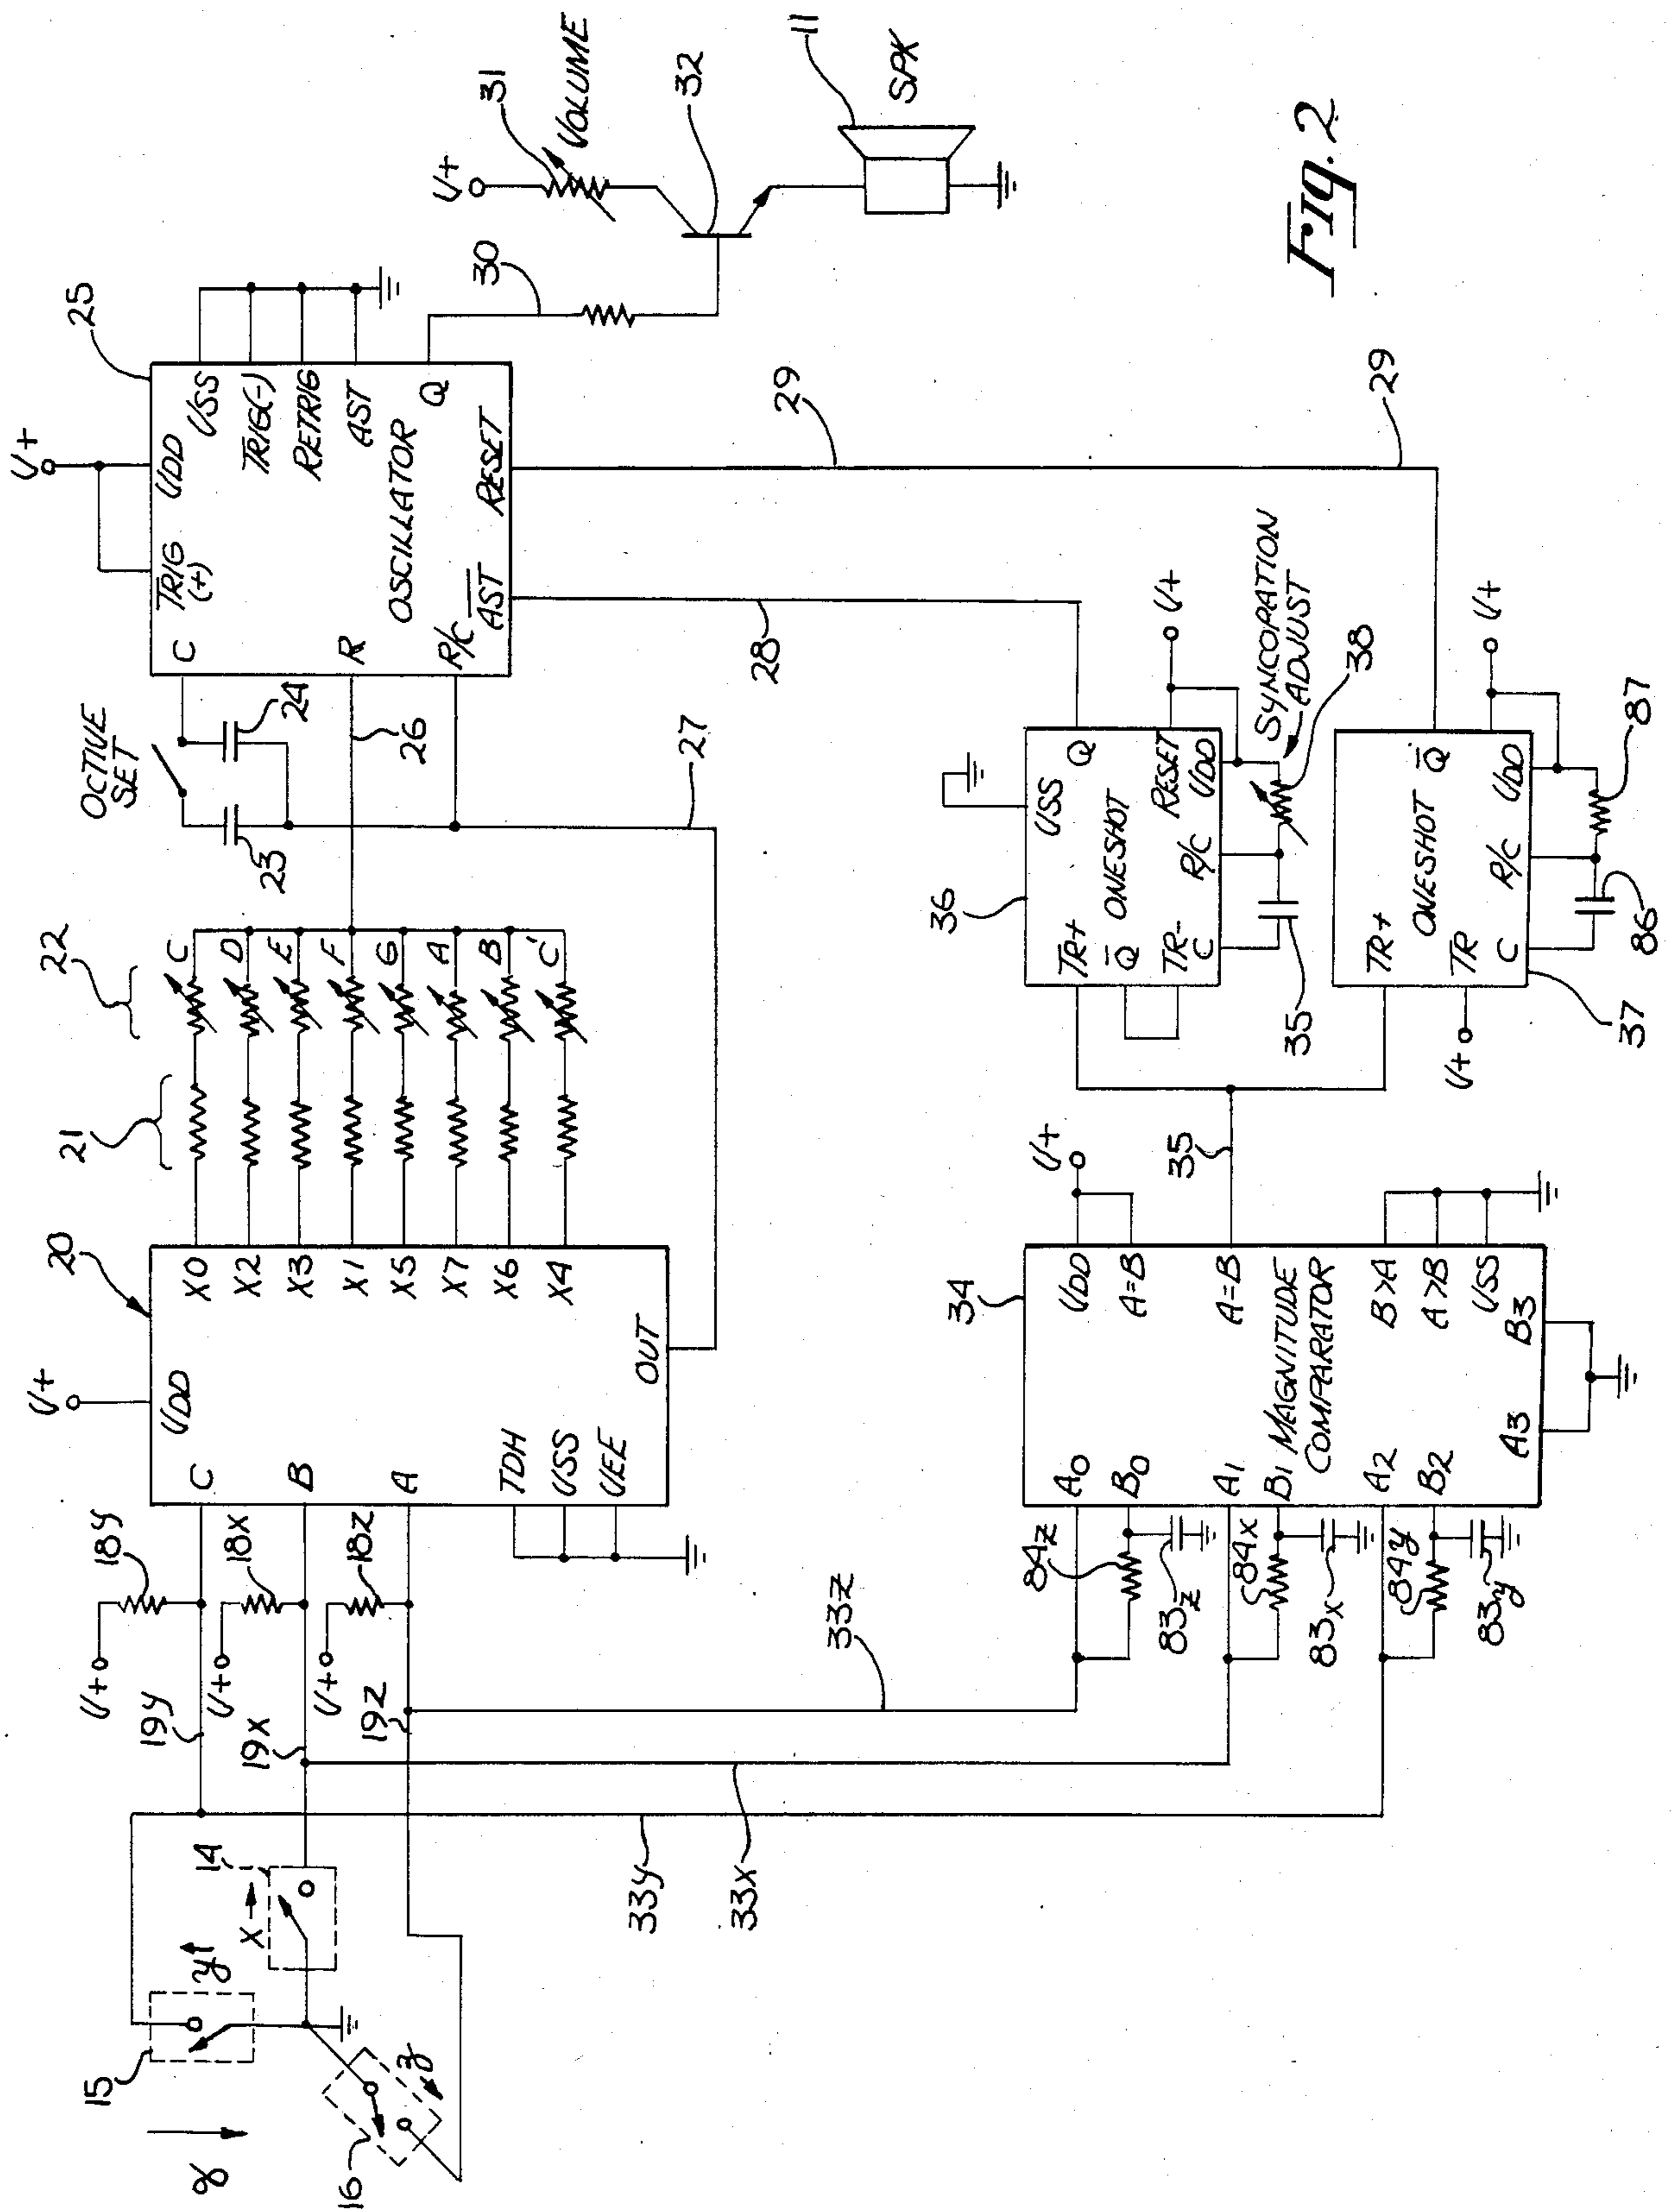 V+
V+
OCTIVE
SET
25
TRIG
(+)
VDD
C
VSS
TRIG(-)
RETRIG
R
AST
OSCILLATOR
Q
R/C
AST
RESET
23
24
26
27
28
29
29
30
V+
31
VOLUME
32
11
SPK
22
21
C
D
E
F
G
A
B
C'
20
V+
VDD
C
B
A
TDH
VSS
VEE
OUT
X0
X2
X3
X1
X5
X7
X6
X4
V+
18y
V+
18x
V+
18z
19y
19x
19z
15
y
14
X
16
z
g
33y
33x
33z
34
VDD
A=B
A=B
MAGNITUDE
COMPARATOR
B>A
A>B
VSS
A0
B0
A1
B1
A2
B2
A3
B3
V+
84z
83z
84x
83x
84y
83y
35
36
VSS
TR+
Q
ONESHOT
Q
RESET
VDD
R/C
TR-
C
V+
SYNCOPATION
ADJUST
38
35
TR+
Q
ONESHOT
TR
C
R/C
VDD
V+
V+
37
86
87
Fig. 2